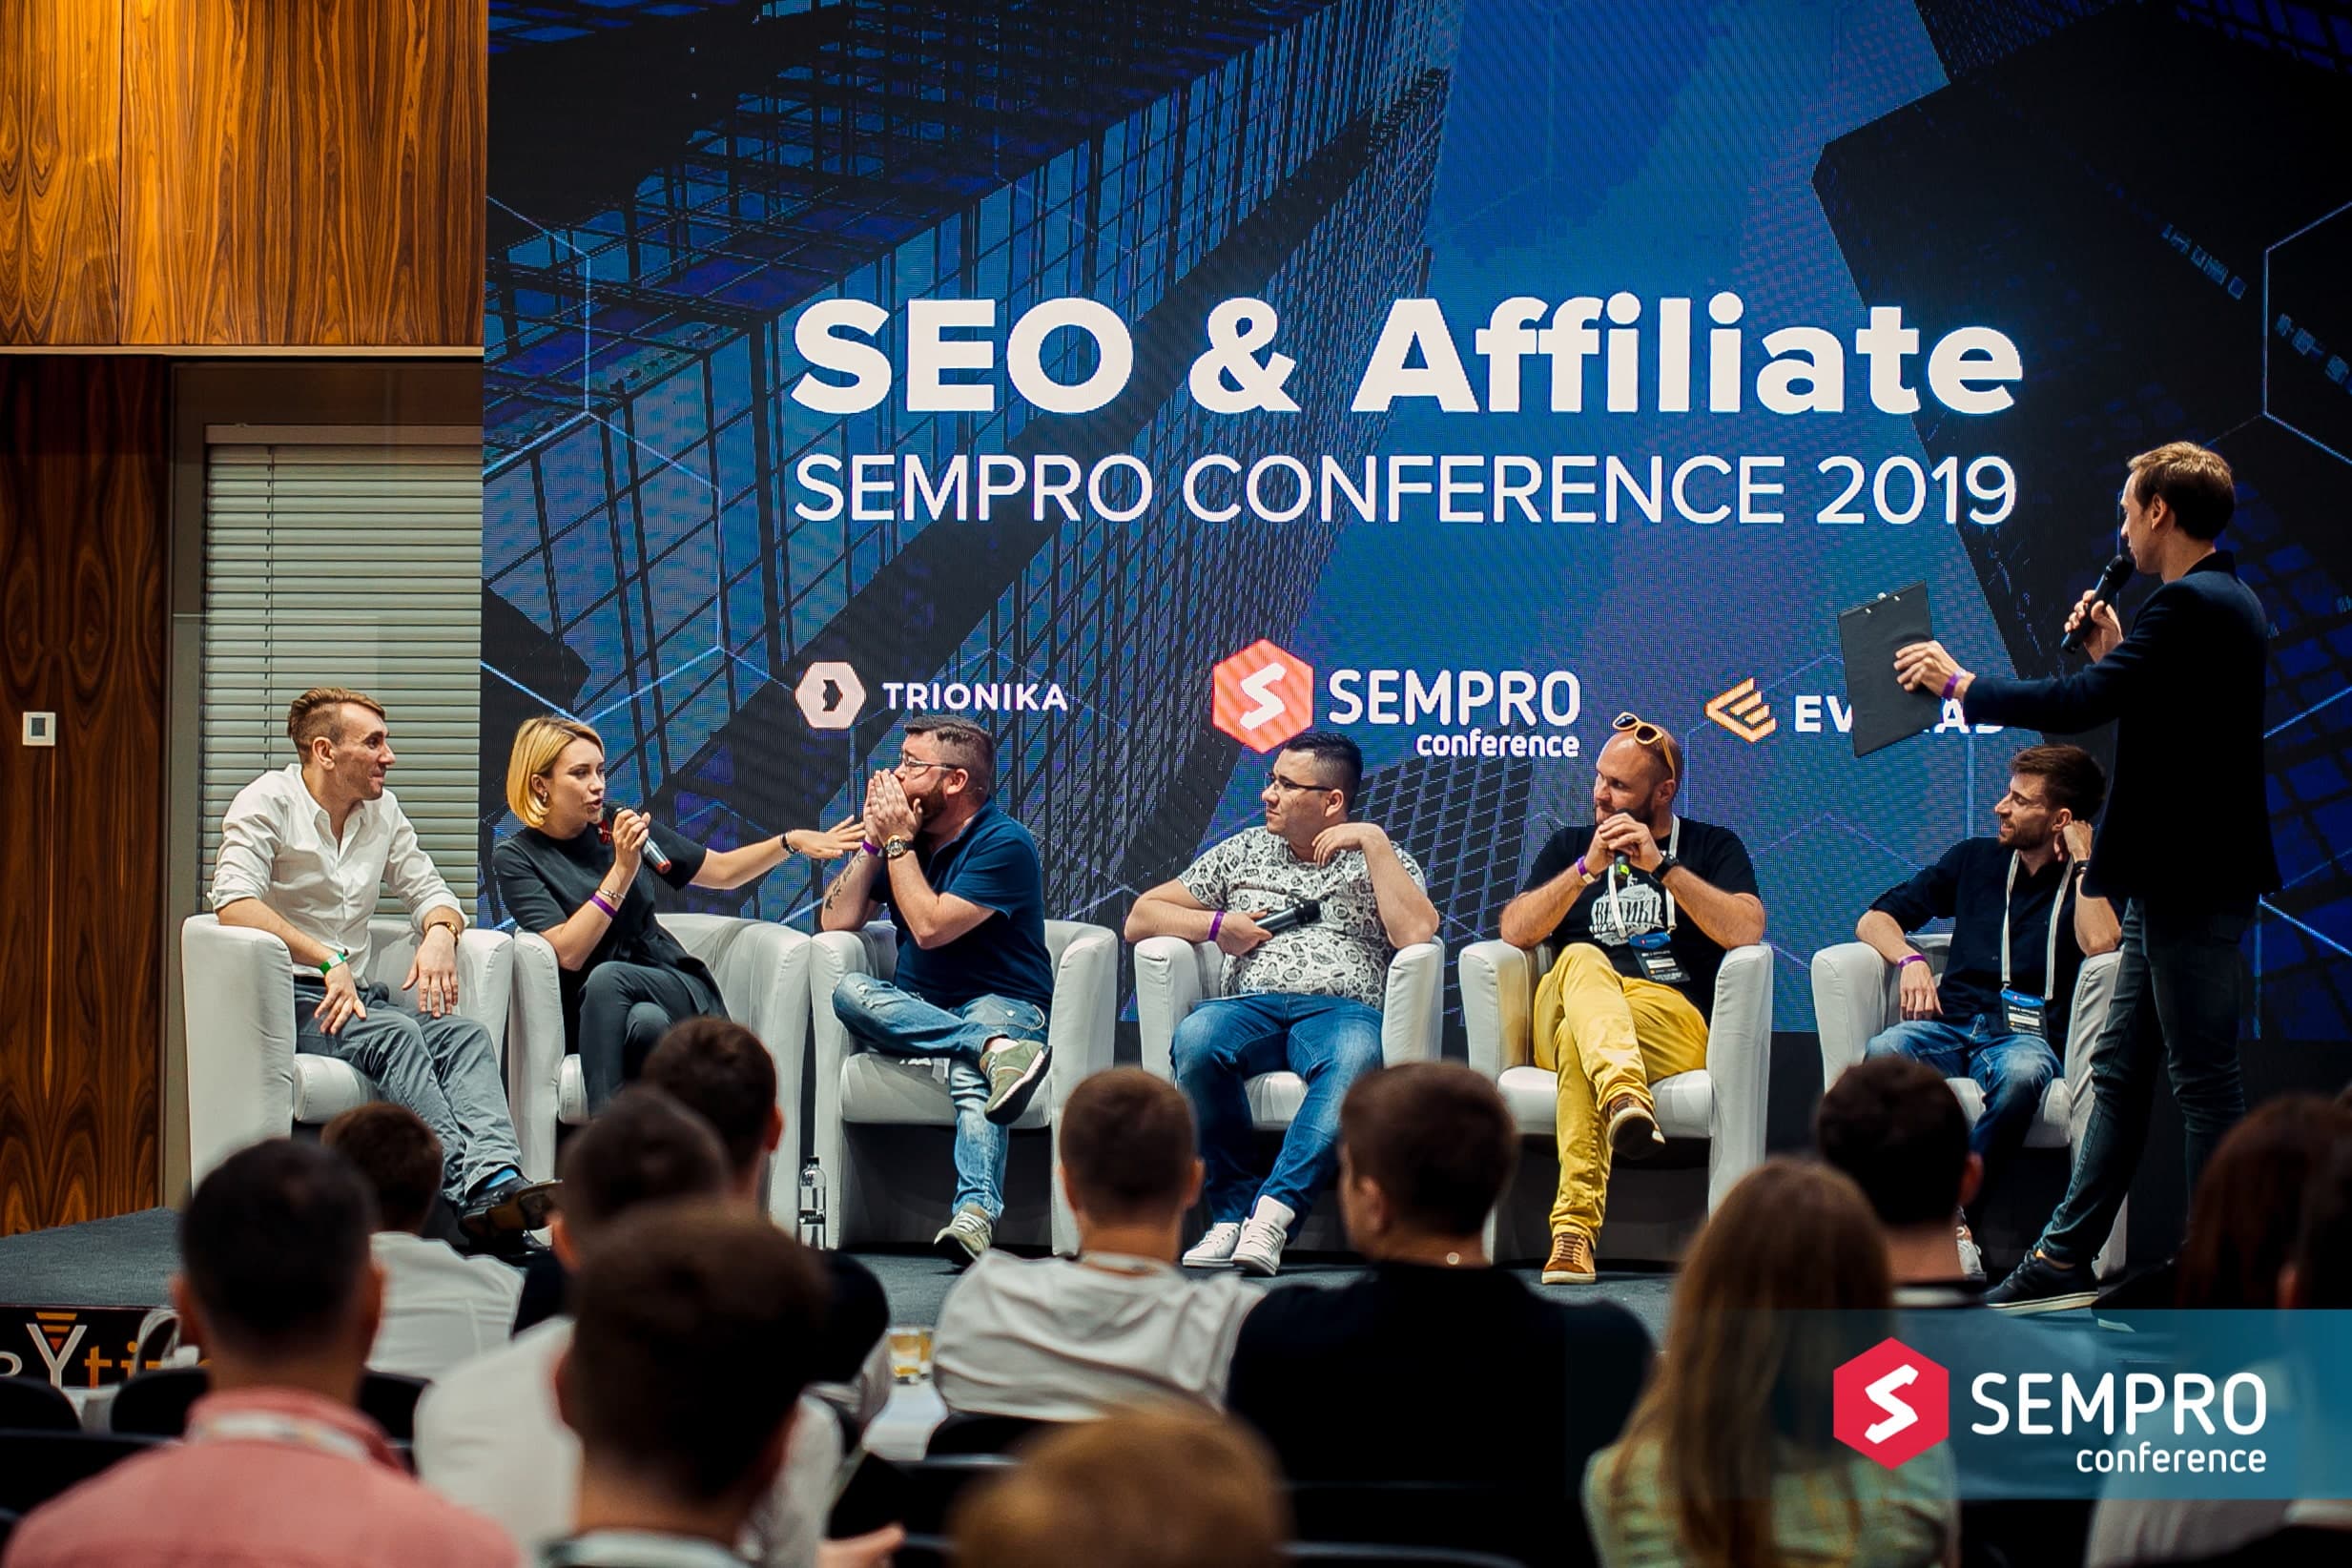 SEO & Affiliate
SEMPRO CONFERENCE 2019
TRIONIKA
SEMPRO
conference
SEMPRO
conference